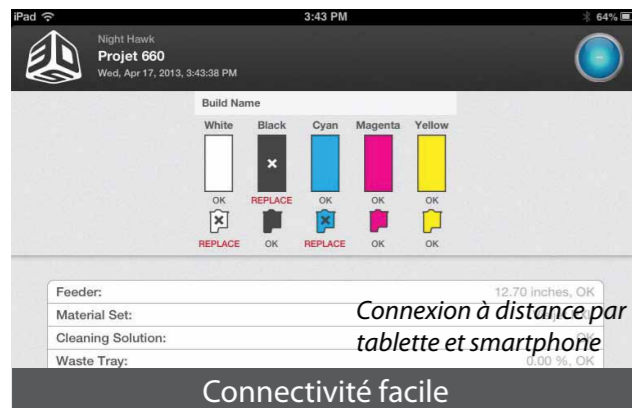 iPad 3:43 PM 64%
Night Hawk
Projet 660
Wed, Apr 17, 2013, 3:43:38 PM
Build Name
White Black Cyan Magenta Yellow
OK REPLACE OK OK OK
REPLACE OK REPLACE OK OK
Feeder: 12.70 inches, OK
Material Set:
Connexion à distance par
Cleaning Solution: OK
tablette et smartphone
Waste Tray: 0.00 %, OK
Connectivité facile